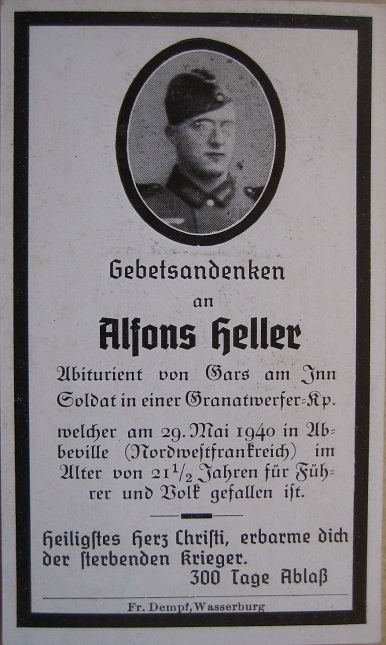 Gebetsandenken
an
Alfons Heller
Abiturient von Gars am Inn
Soldat in einer Granatwerfer-Kp.
welcher am 29. Mai 1940 in Ab-
beville (Nordwestfrankreich) im
Alter von 21 1/2 Jahren für Füh-
rer und Volk gefallen ist.
Heiligstes Herz Christi, erbarme dich
der sterbenden Krieger.
300 Tage Ablaß
Fr. Dempf, Wasserburg